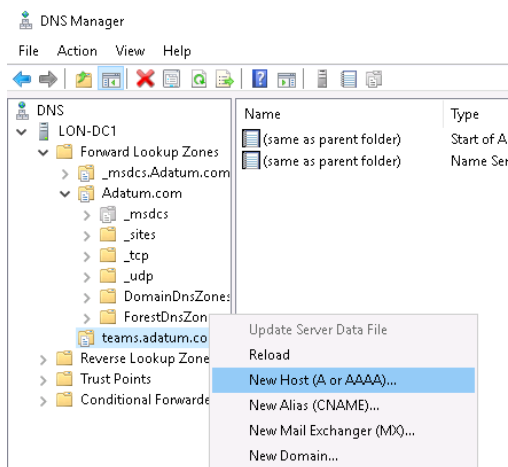 DNS Manager
File Action View Help
DNS
LON-DC1
Forward Lookup Zones
_msdcs.Adatum.com
Adatum.com
_msdcs
_sites
_tcp
_udp
DomainDnsZones
ForestDnsZon
teams.adatum.co
Reverse Lookup Zone
Trust Points
Conditional Forwarde
Name Type
(same as parent folder) Start of A
(same as parent folder) Name Ser
Update Server Data File
Reload
New Host (A or AAAA)...
New Alias (CNAME)...
New Mail Exchanger (MX)...
New Domain...